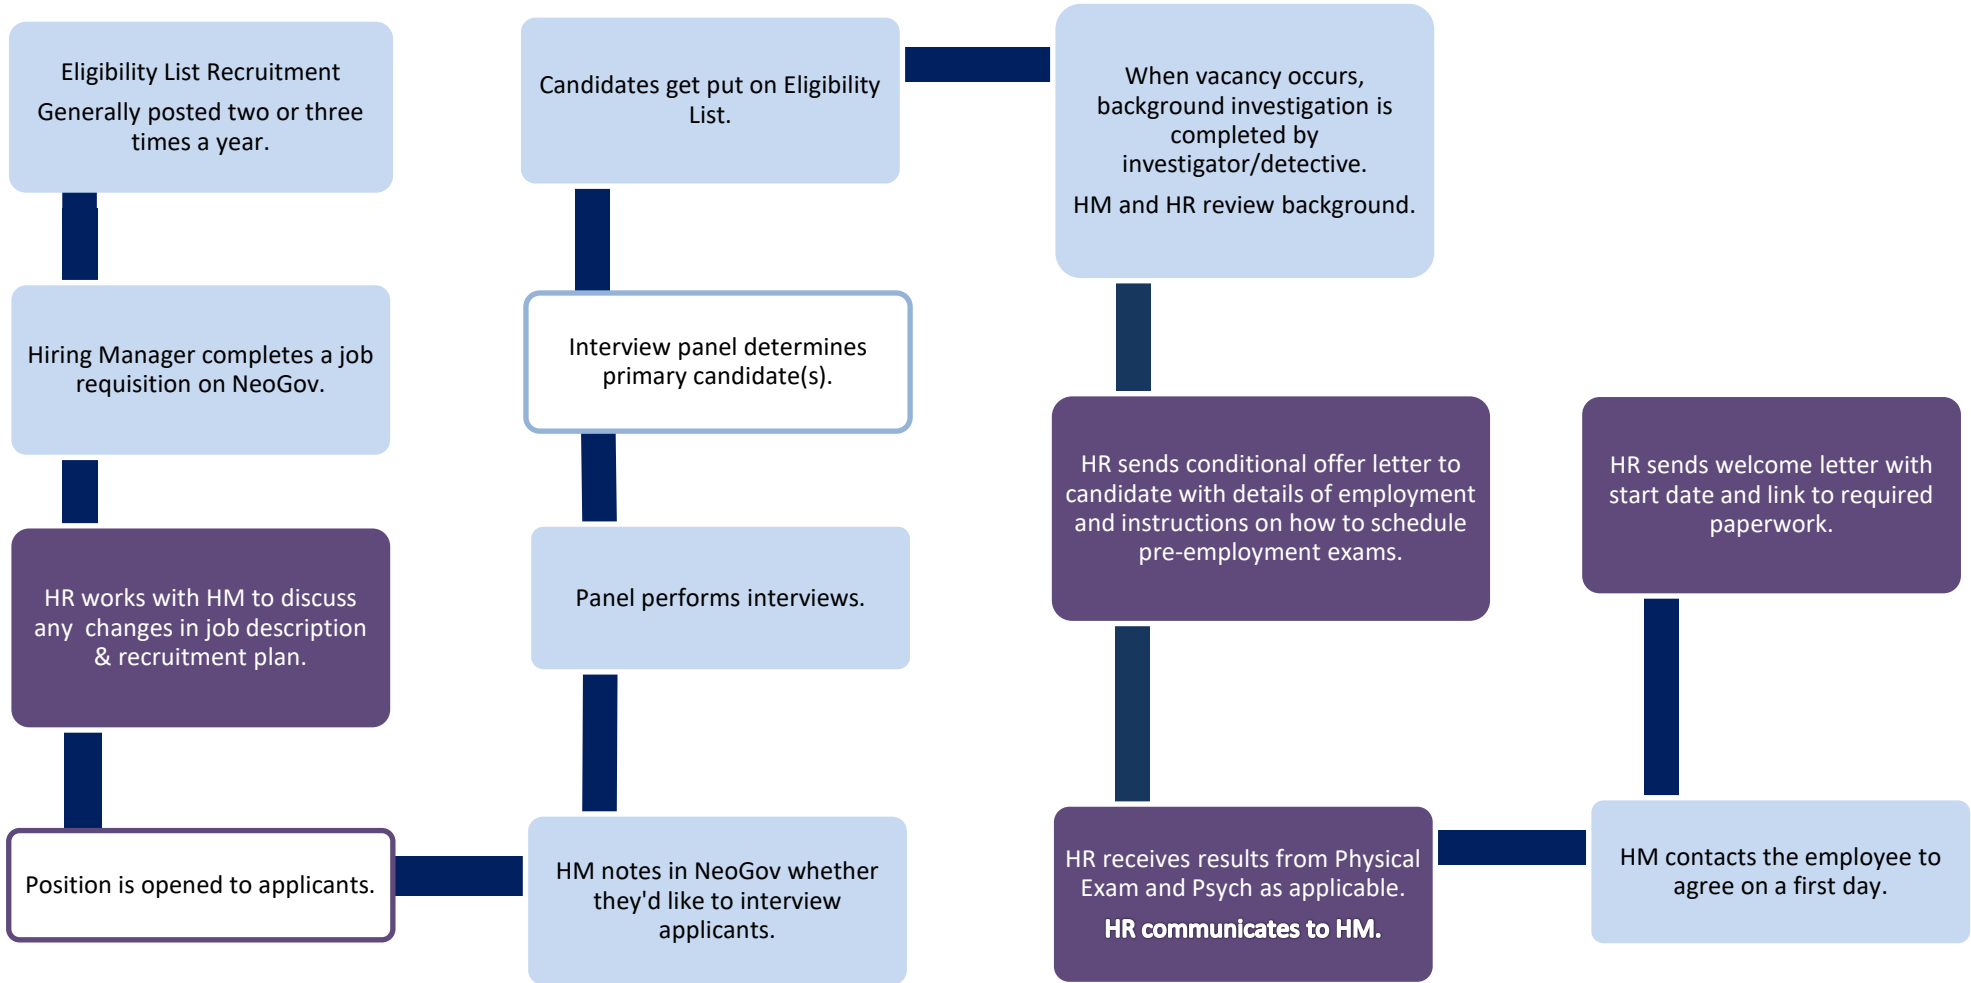 Eligibility List Recruitment
Generally posted two or three
times a year.
Hiring Manager completes a job
requisition on NeoGov.
HR works with HM to discuss
any  changes in job description
& recruitment plan.
Position is opened to applicants.
HM notes in NeoGov whether
they'd like to interview
applicants.
Panel performs interviews.
Interview panel determines
primary candidate(s).
Candidates get put on Eligibility
List.
When vacancy occurs,
background investigation is
completed by
investigator/detective.
HM and HR review background.
HR sends conditional offer letter to
candidate with details of employment
and instructions on how to schedule
pre-employment exams.
HR receives results from Physical
Exam and Psych as applicable.
HR communicates to HM.
HM contacts the employee to
agree on a first day.
HR sends welcome letter with
start date and link to required
paperwork.